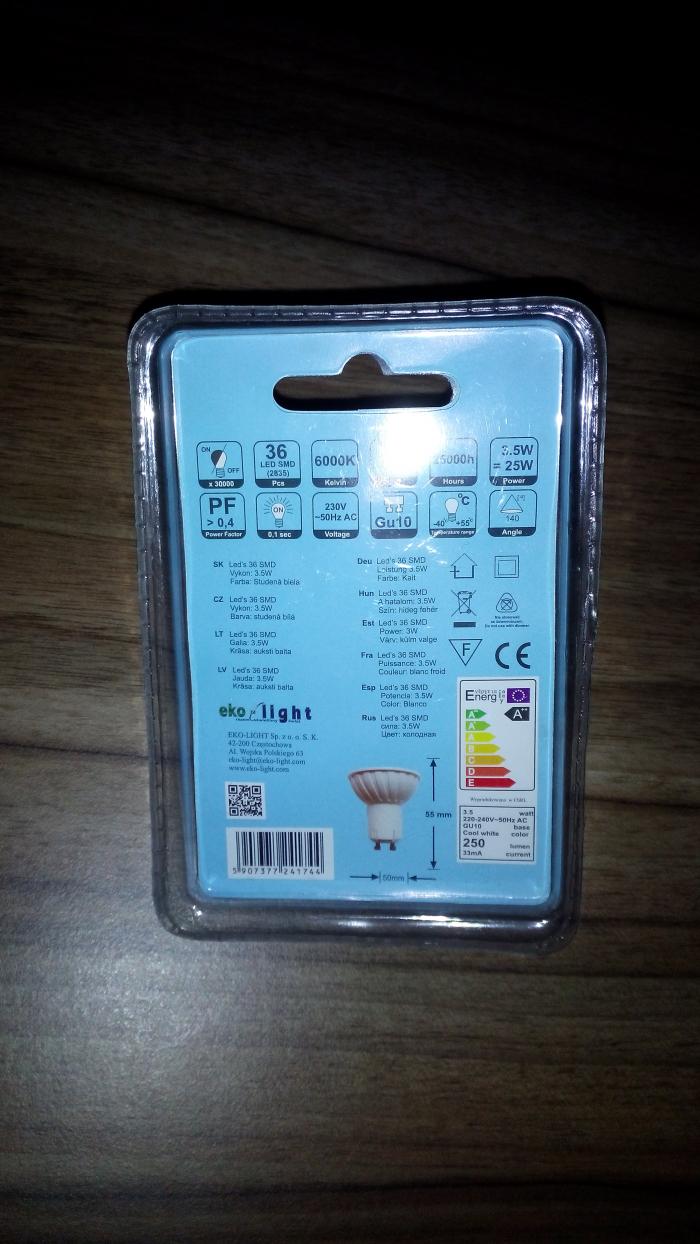 ON
OFF
x 30000
36
LED SMD
(2835)
Pcs
6000K
Kelvin
Hours
3.5W
= 25W
Power
PF
> 0,4
Power Factor
ON
0,1 sec
230V
~50Hz AC
Voltage
Gu10
°C
-40° +55°
Temperature range
140
Angle
SK Led's 36 SMD
Vykon: 3.5W
Farba: Studená biela
CZ Led's 36 SMD
Vykon: 3.5W
Barva: studená bílá
LT Led's 36 SMD
Galia: 3.5W
Krāsa: auksti balta
LV Led's 36 SMD
Jauda: 3.5W
Krāsa: auksti balta
Deu Led's 36 SMD
Leistung 3.5W
Farbe: Kalt
Hun Led's 36 SMD
A hatalom: 3.5W
Szín: hideg fehér
Est Led's 36 SMD
Power: 3W
Värv: külm valge
Fra Led's 36 SMD
Puissance: 3.5W
Couleur: blanc froid
Esp Led's 36 SMD
Potencia: 3.5W
Color: Blanco
Rus Led's 36 SMD
сила: 3.5W
Цвет: холодная
F
CE
eko light
EKO-LIGHT Sp. z o. o. S. K.
42-200 Częstochowa
Al. Wojska Polskiego 63
eko-light@eko-light.com
www.eko-light.com
5 907377 241744
55 mm
50mm
Energ
A++
A+
A
B
C
D
E
A++
3.5 watt
220-240V~50Hz AC
GU10 base
Cool white color
250 lumen
33mA current